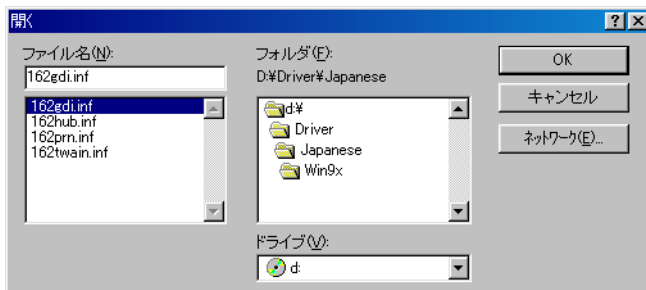 開く
ファイル名(N):
162gdi.inf
162gdi.inf
162hub.inf
162prn.inf
162twain.inf
フォルダ(F):
D:¥Driver¥Japanese
d:¥
Driver
Japanese
Win9x
ドライブ(V):
d:
OK
キャンセル
ネットワーク(E)...